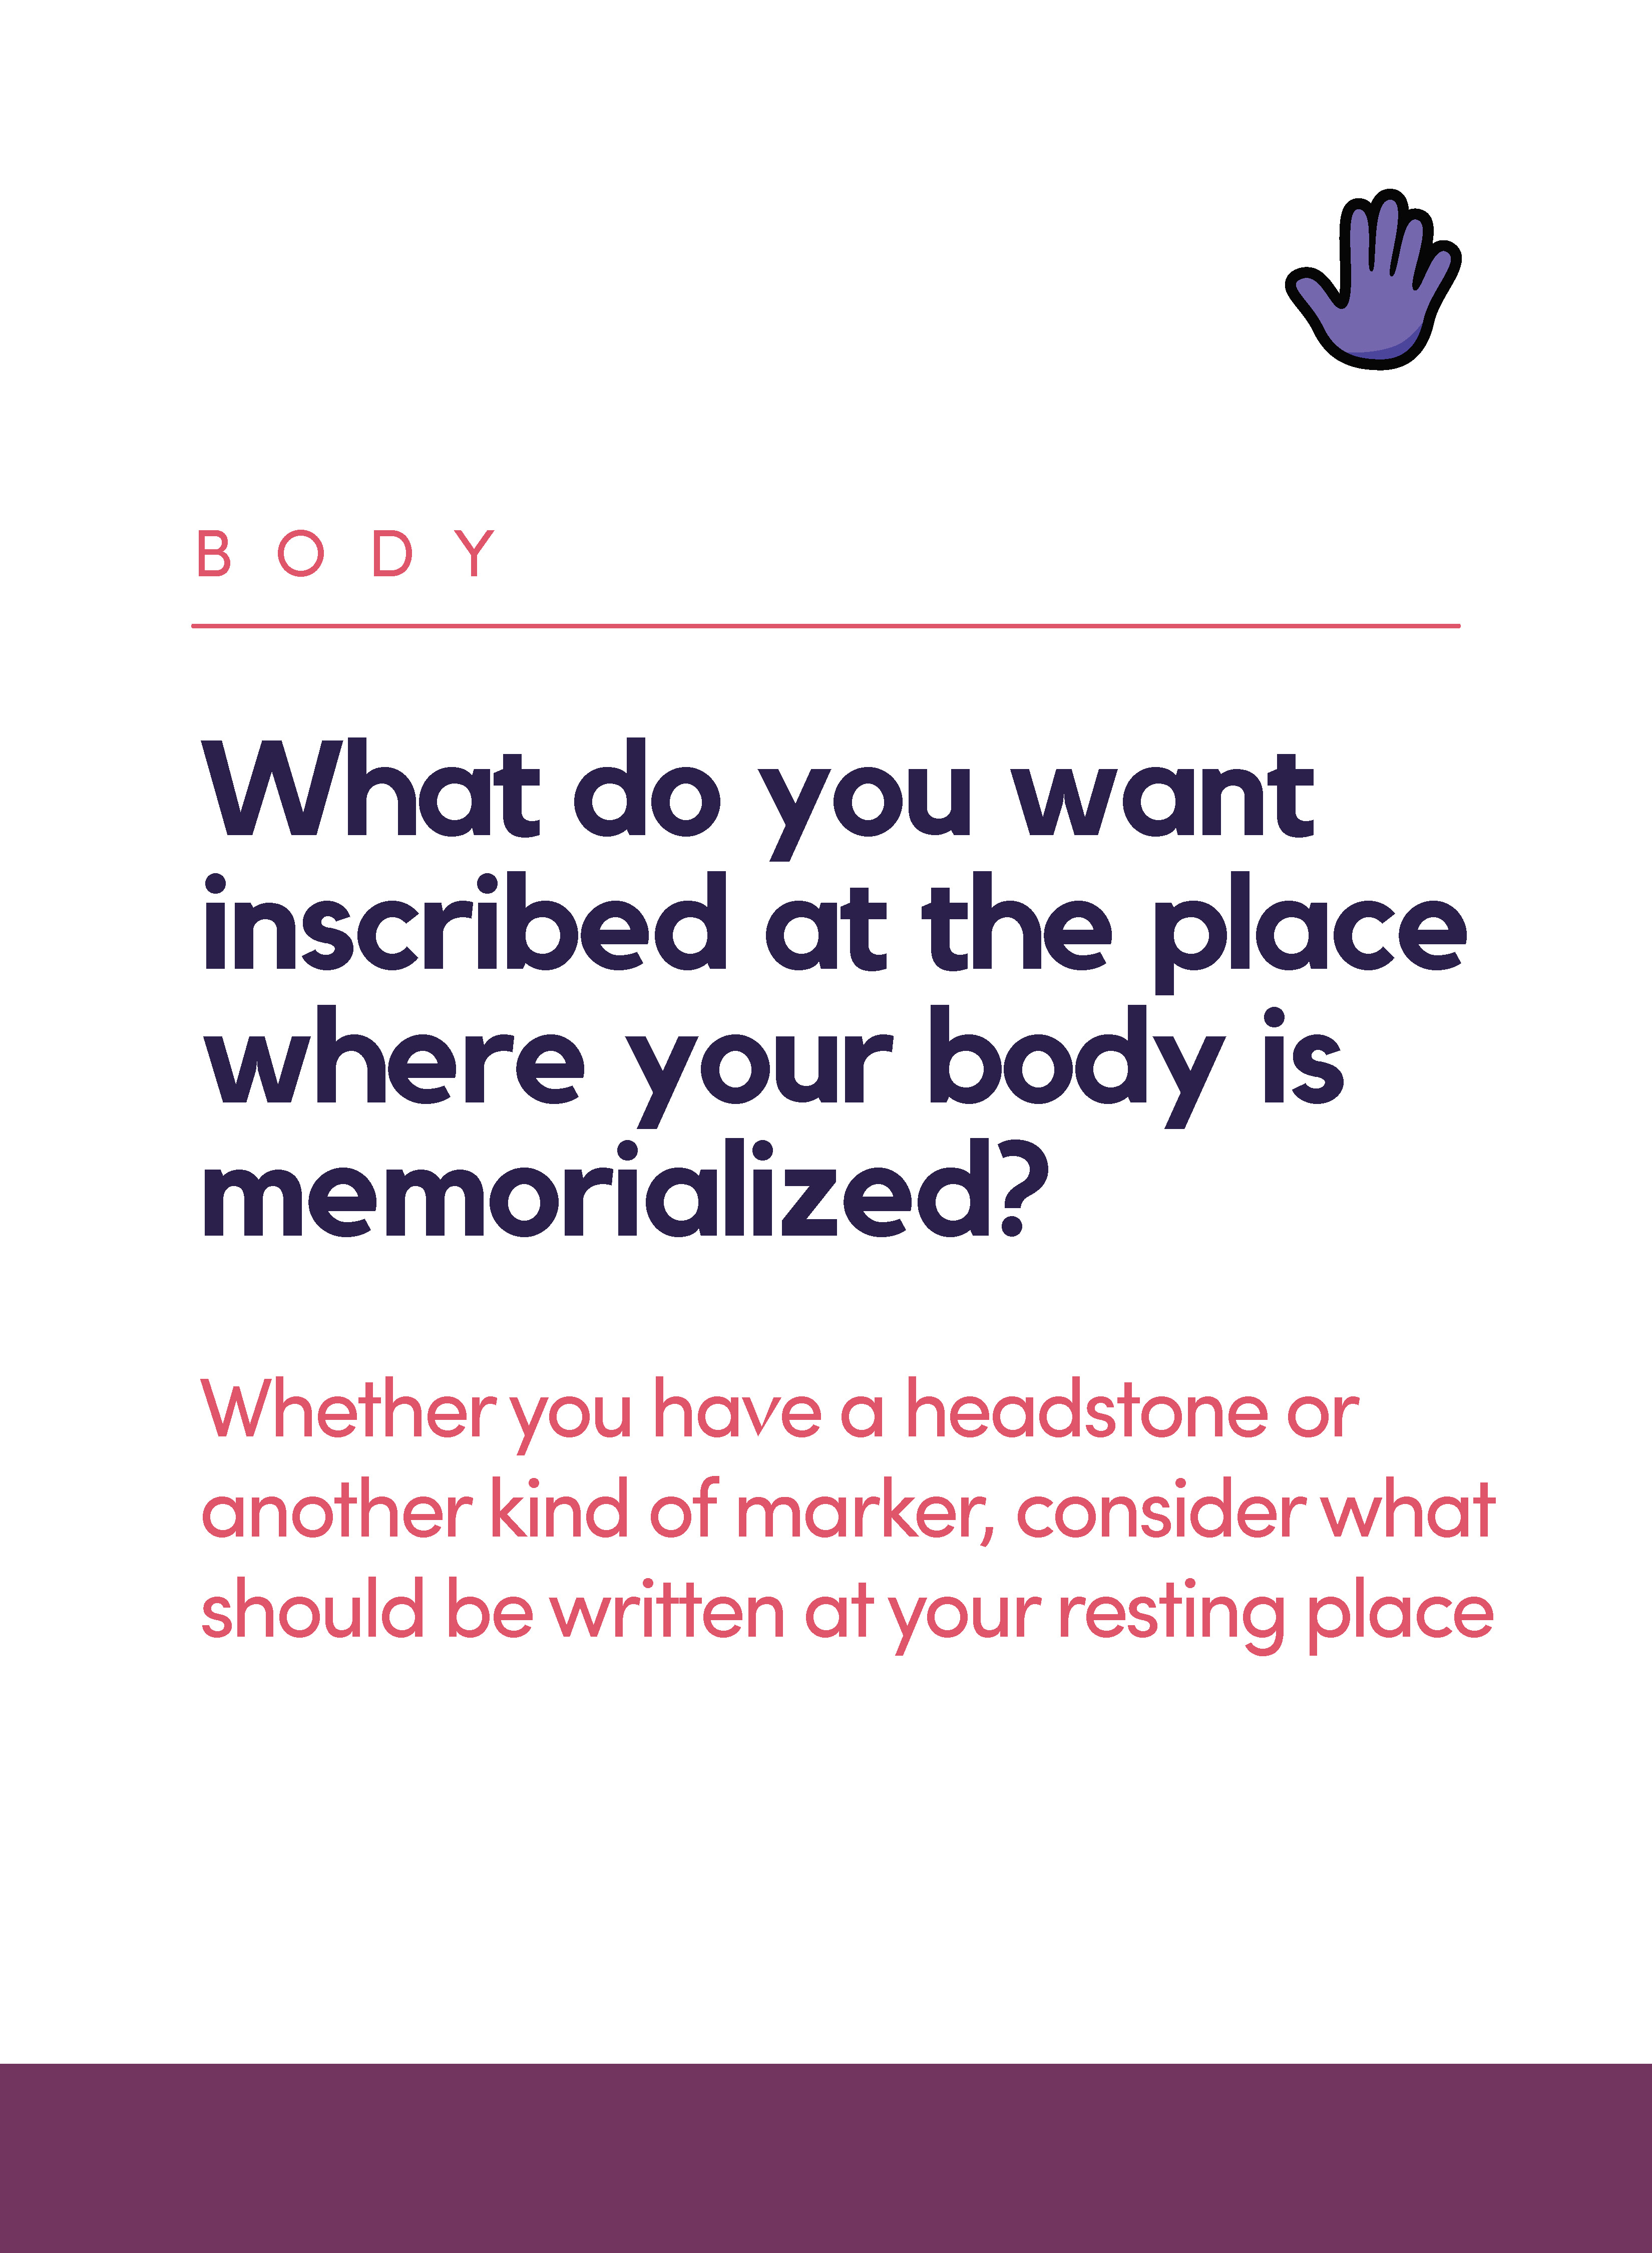 BODY
What do you want
inscribed at the place
where your body is
memorialized?
Whether you have a headstone or
another kind of marker, consider what
should be written at your resting place